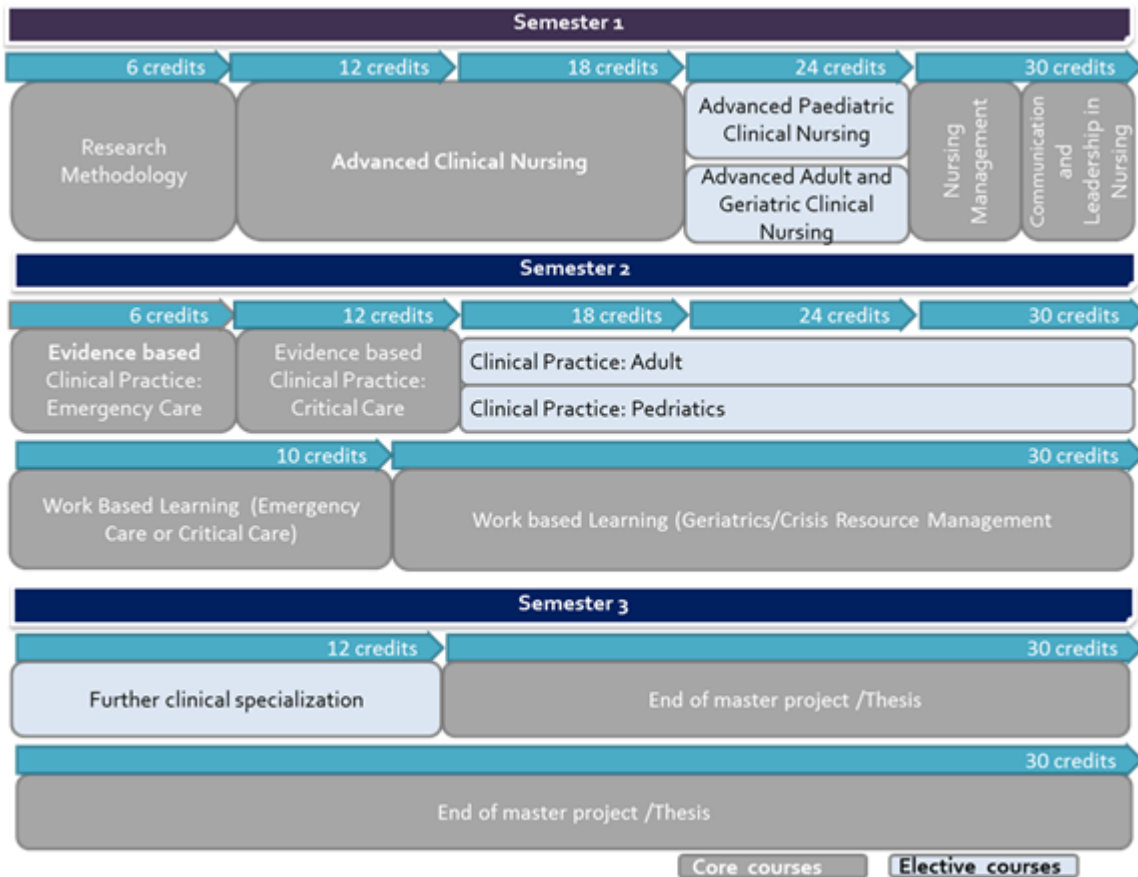 Semester 1
6 credits
12 credits
18 credits
24 credits
30 credits
Research
Methodology
Advanced Clinical Nursing
Advanced Paediatric
Clinical Nursing
Advanced Adult and
Geriatric Clinical
Nursing
Nursing
Management
Communication
and
Leadership in
Nursing
Semester 2
6 credits
12 credits
18 credits
24 credits
30 credits
Evidence based
Clinical Practice:
Emergency Care
Evidence based
Clinical Practice:
Critical Care
Clinical Practice: Adult
Clinical Practice: Pedriatics
10 credits
30 credits
Work Based Learning (Emergency
Care or Critical Care)
Work based Learning (Geriatrics/Crisis Resource Management
Semester 3
12 credits
30 credits
Further clinical specialization
End of master project /Thesis
30 credits
End of master project /Thesis
Core courses
Elective courses